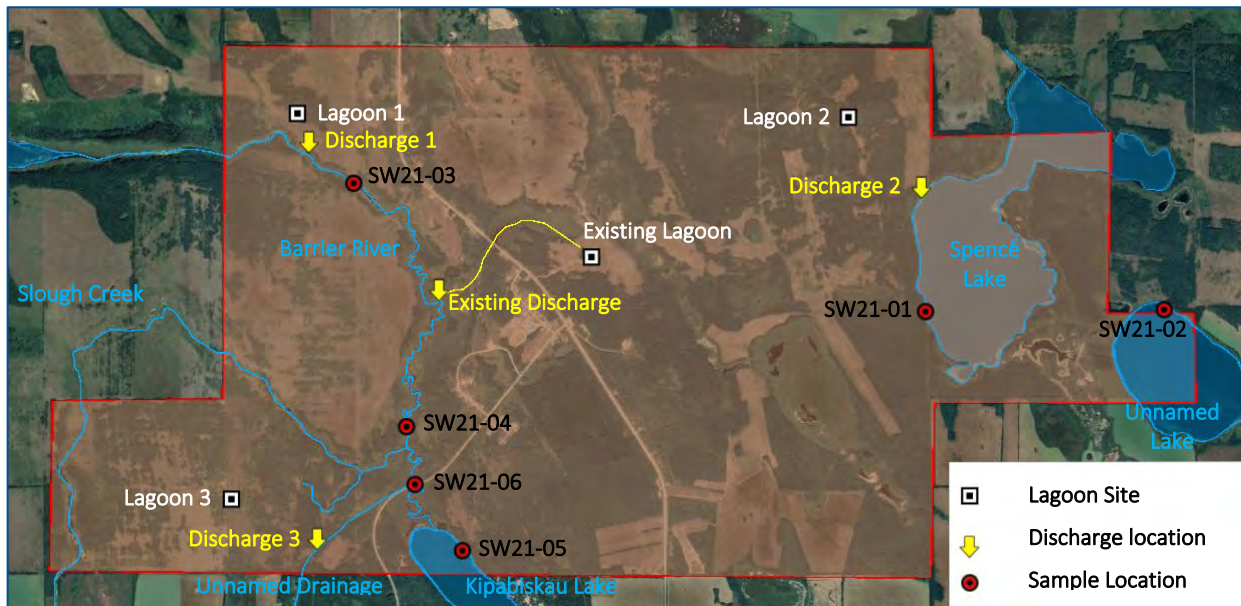 Lagoon 1
Lagoon 2
Discharge 1
SW21-03
Discharge 2
Existing Lagoon
Barrier River
Spence
Lake
Slough Creek
Existing Discharge
SW21-01
SW21-02
SW21-04
Unnamed
Lake
SW21-06
Lagoon 3
Lagoon Site
Discharge 3
Discharge location
SW21-05
Unnamed Drainage
Kipabiskau Lake
Sample Location